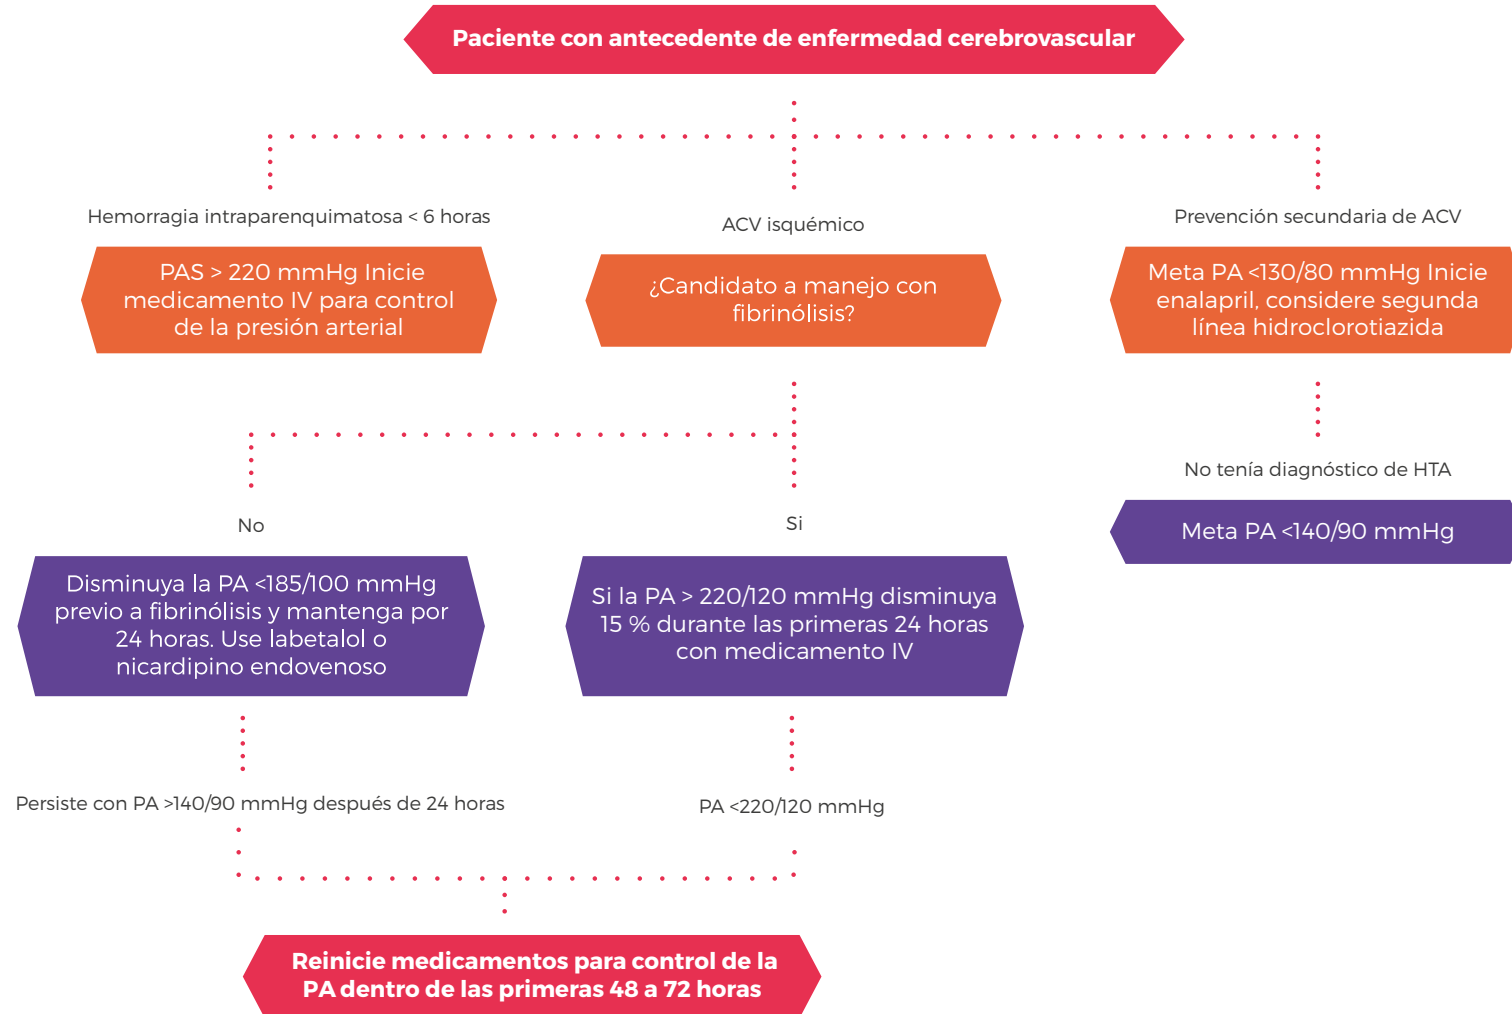 Paciente con antecedente de enfermedad cerebrovascular
Hemorragia intraparenquimatosa < 6 horas
PAS > 220 mmHg Inicie
medicamento IV para control
de la presión arterial
ACV isquémico
¿Candidato a manejo con
fibrinólisis?
Prevención secundaria de ACV
Meta PA <130/80 mmHg Inicie
enalapril, considere segunda
línea hidroclorotiazida
No tenía diagnóstico de HTA
Meta PA <140/90 mmHg
No
Disminuya la PA <185/100 mmHg
previo a fibrinólisis y mantenga por
24 horas. Use labetalol o
nicardipino endovenoso
Si
Si la PA > 220/120 mmHg disminuya
15 % durante las primeras 24 horas
con medicamento IV
Persiste con PA >140/90 mmHg después de 24 horas
PA <220/120 mmHg
Reinicie medicamentos para control de la
PA dentro de las primeras 48 a 72 horas